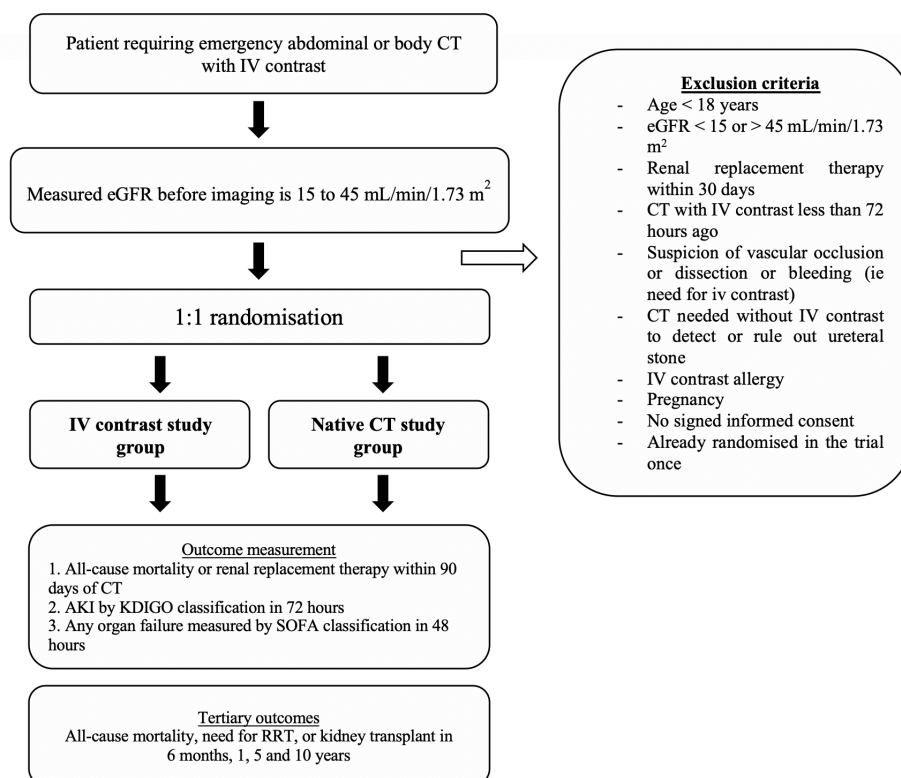 Patient requiring emergency abdominal or body CT
with IV contrast
Measured eGFR before imaging is 15 to 45 mL/min/1.73 m²
1:1 randomisation
IV contrast study
group
Native CT study
group
Outcome measurement
1. All-cause mortality or renal replacement therapy within 90
days of CT
2. AKI by KDIGO classification in 72 hours
3. Any organ failure measured by SOFA classification in 48
hours
Tertiary outcomes
All-cause mortality, need for RRT, or kidney transplant in
6 months, 1, 5 and 10 years
Exclusion criteria
- Age < 18 years
- eGFR < 15 or > 45 mL/min/1.73
m²
- Renal replacement therapy
within 30 days
- CT with IV contrast less than 72
hours ago
- Suspicion of vascular occlusion
or dissection or bleeding (ie
need for iv contrast)
- CT needed without IV contrast
to detect or rule out ureteral
stone
- IV contrast allergy
- Pregnancy
- No signed informed consent
- Already randomised in the trial
once